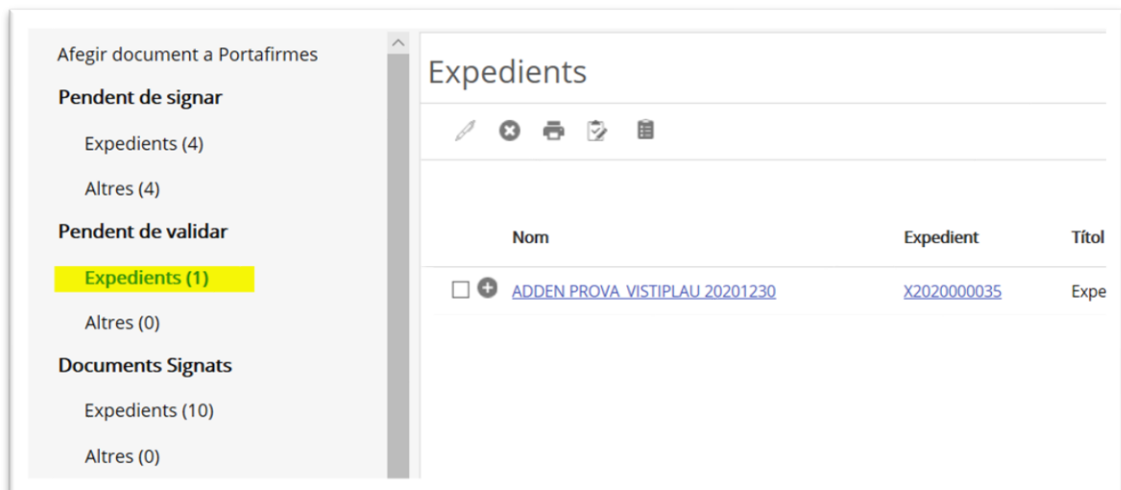 Afegir document a Portafirmes
Pendent de signar
Expedients (4)
Altres (4)
Pendent de validar
Expedients (1)
Altres (0)
Documents Signats
Expedients (10)
Altres (0)
Expedients
Nom Expedient Títol
ADDEN PROVA VISTIPLAU 20201230 X2020000035 Expe